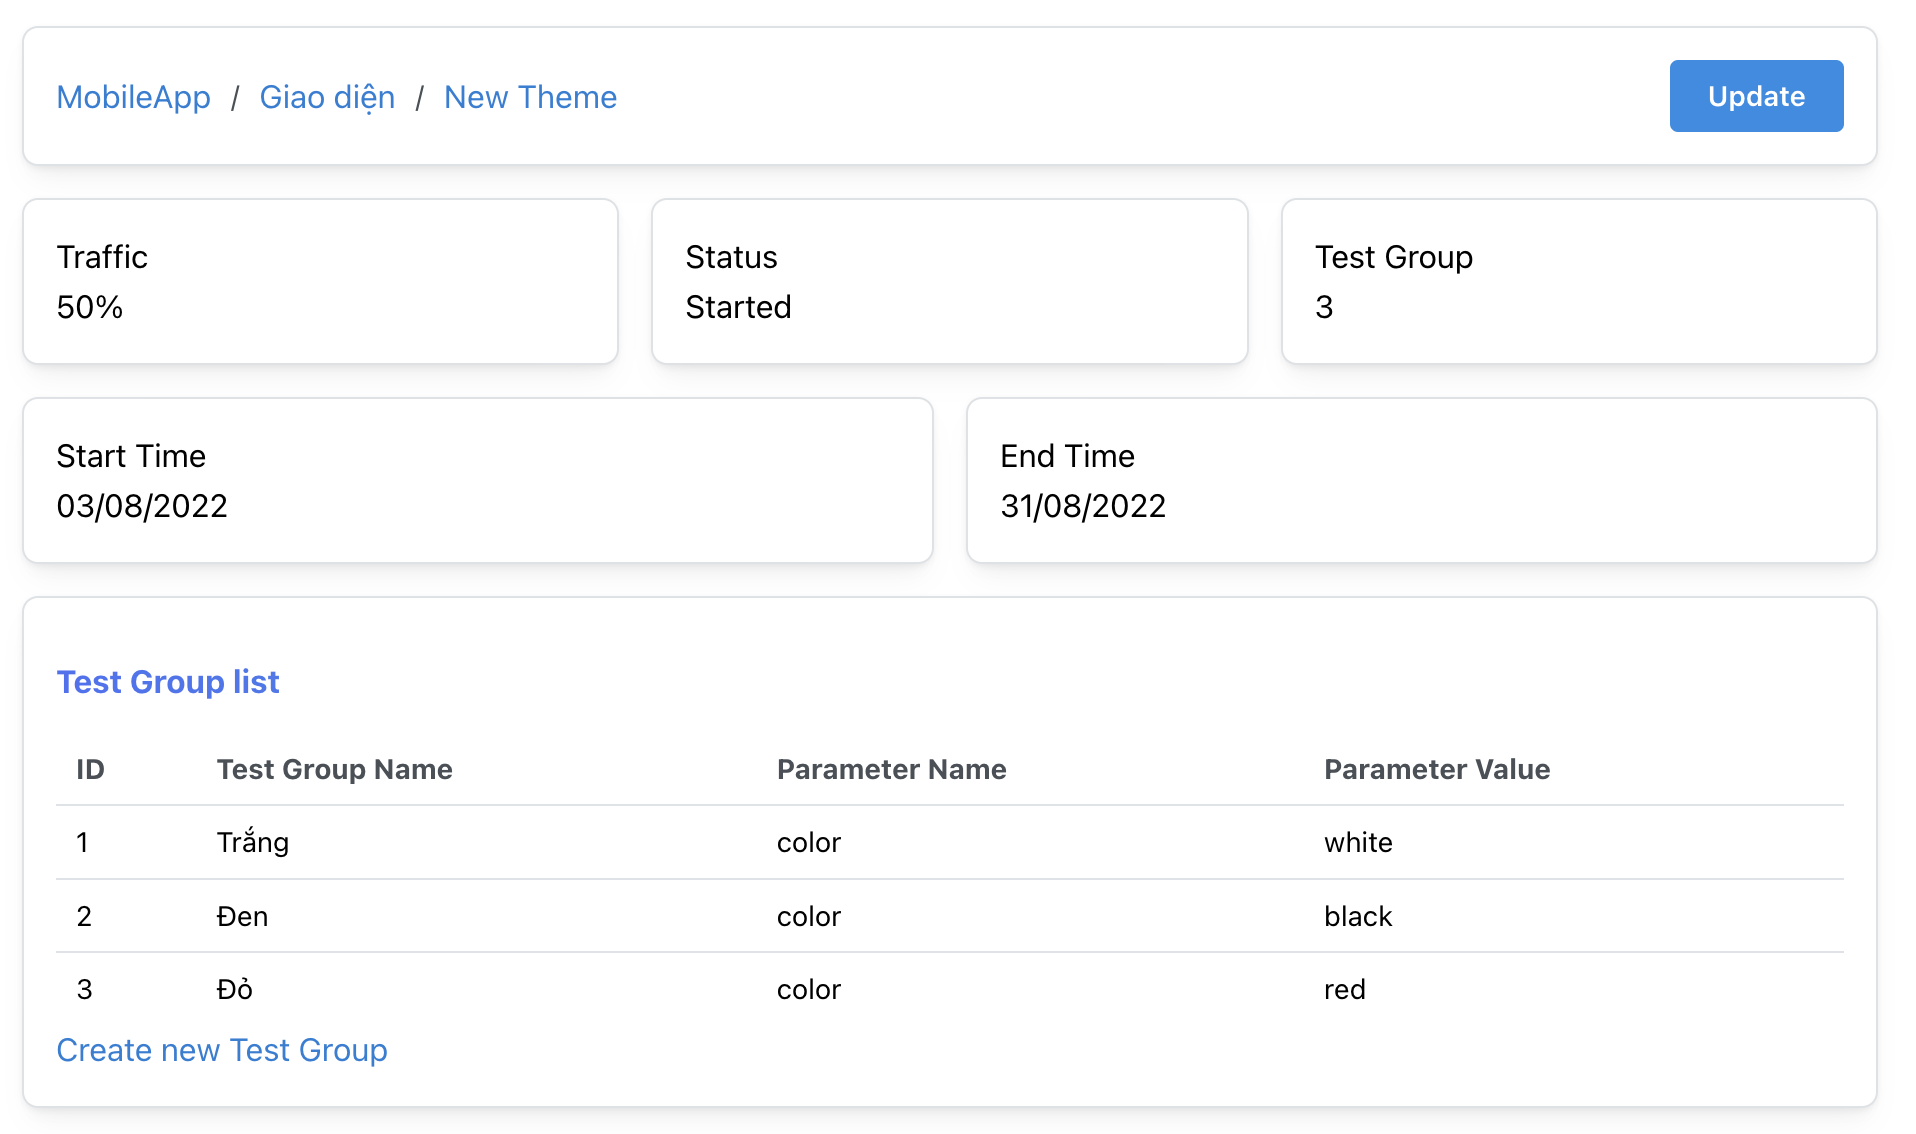 MobileApp / Giao diện / New Theme
Update
Traffic
50%
Status
Started
Test Group
3
Start Time
03/08/2022
End Time
31/08/2022
Test Group list
ID Test Group Name Parameter Name Parameter Value
1 Trắng color white
2 Đen color black
3 Đỏ color red
Create new Test Group